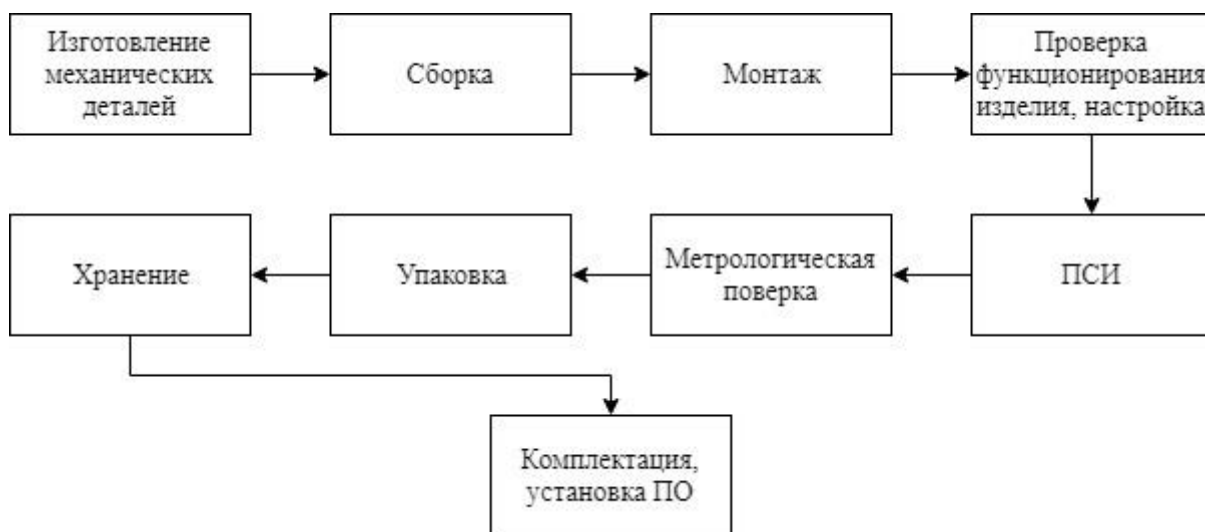 Изготовление
механических
деталей
Сборка
Монтаж
Проверка
функционирования
изделия, настройка
ПСИ
Метрологическая
поверка
Упаковка
Хранение
Комплектация,
установка ПО